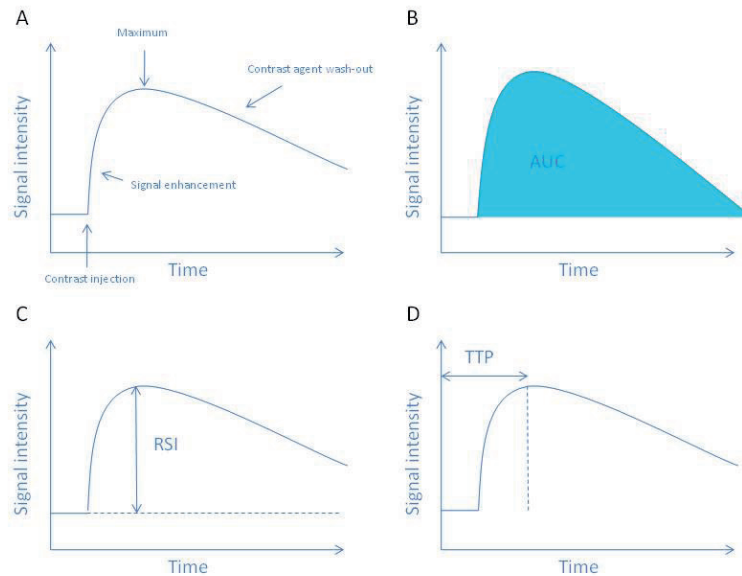 A
Maximum
Contrast agent wash-out
Signal enhancement
Signal intensity
Time
Contrast injection
B
AUC
Signal intensity
Time
C
RSI
Signal intensity
Time
D
TTP
Signal intensity
Time